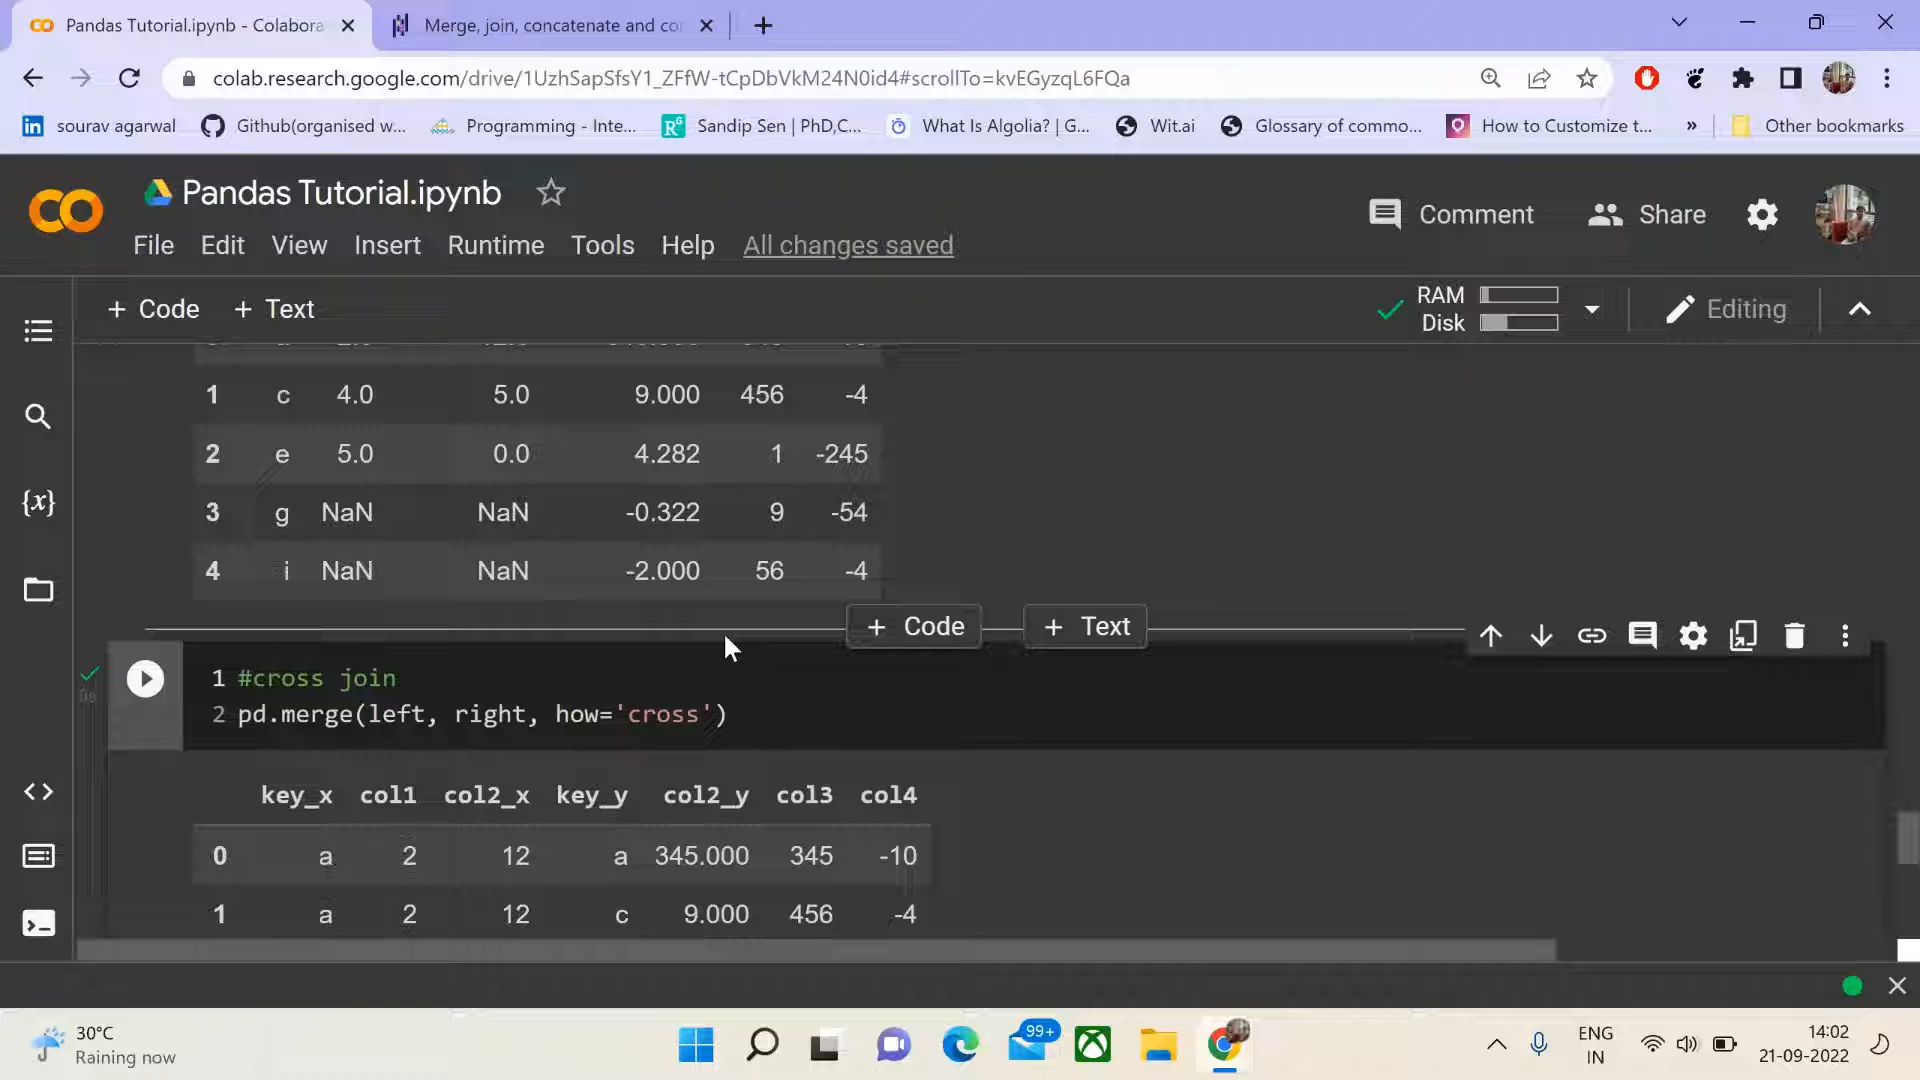 Pandas Tutorial.ipynb - Colabora
Merge, join, concatenate and co
colab.research.google.com/drive/1UzhSapSfsY1_ZFfW-tCpDbVkM24N0id4#scrollTo=kvEGyzqL6FQa
sourav agarwal
Github(organised w...
Programming - Inte...
Sandip Sen | PhD,C...
What Is Algolia? | G...
Wit.ai
Glossary of commo...
How to Customize t...
»
Other bookmarks
Pandas Tutorial.ipynb
Comment
Share
File Edit View Insert Runtime Tools Help All changes saved
+ Code + Text
RAM
Disk
Editing
1 c 4.0 5.0 9.000 456 -4
2 e 5.0 0.0 4.282 1 -245
3 g NaN NaN -0.322 9 -54
4 i NaN NaN -2.000 56 -4
+ Code + Text
1 #cross join
2 pd.merge(left, right, how='cross')
key_x col1 col2_x key_y col2_y col3 col4
0 a 2 12 a 345.000 345 -10
1 a 2 12 c 9.000 456 -4
30°C
Raining now
99+
ENG
IN
14:02
21-09-2022